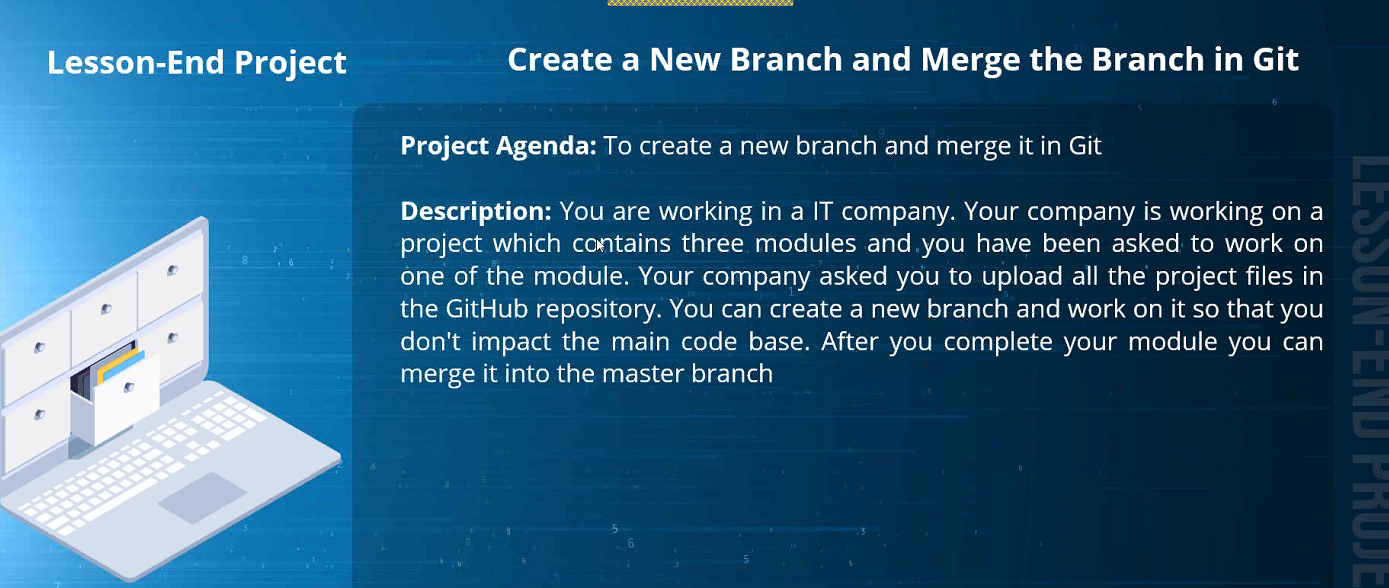 Lesson-End Project
Create a New Branch and Merge the Branch in Git
Project Agenda: To create a new branch and merge it in Git
Description: You are working in a IT company. Your company is working on a
project which contains three modules and you have been asked to work on
one of the module. Your company asked you to upload all the project files in
the GitHub repository. You can create a new branch and work on it so that you
don't impact the main code base. After you complete your module you can
merge it into the master branch
LESSON-END PROJE